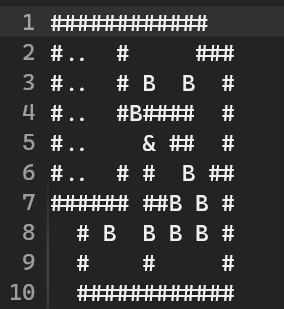 1 ############
2 #..  #     ###
3 #..  # B  B  #
4 #..  #B####  #
5 #..    & ##  #
6 #..  # #  B ##
7 ###### ##B B #
8   # B  B B B #
9   #    #     #
10   ############